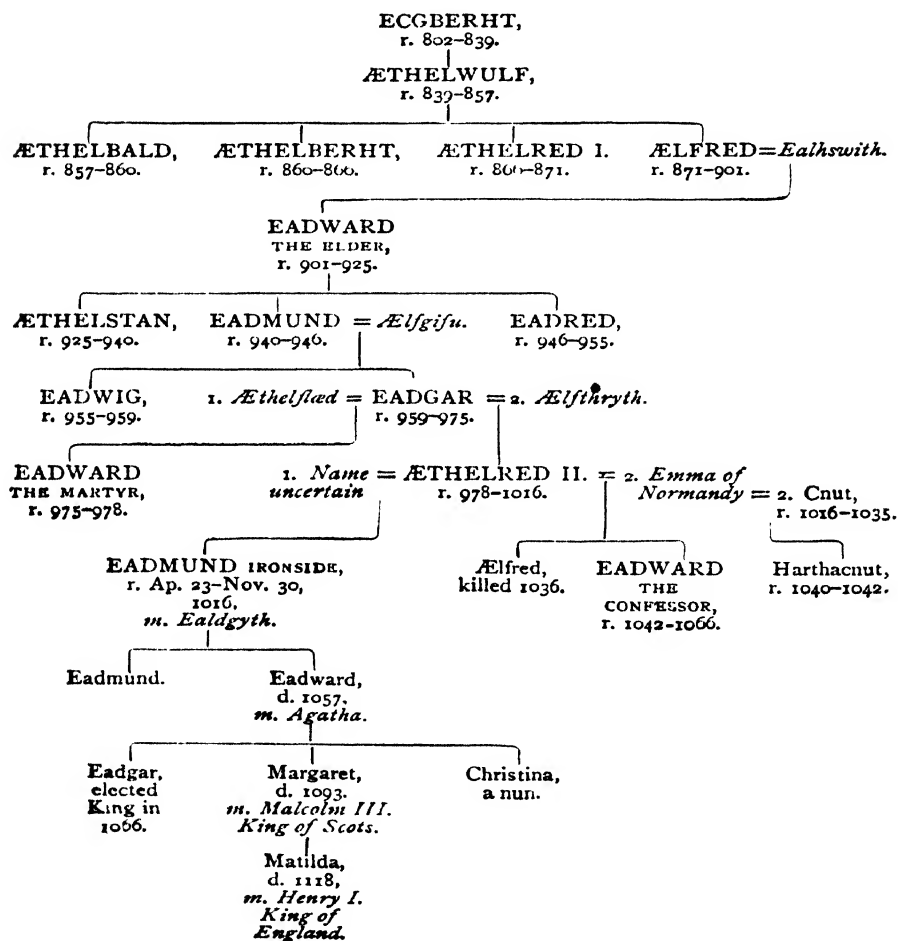 ECGBERHT,
r. 802–839.
ÆTHELWULF,
r. 839–857.
ÆTHELBALD, ÆTHELBERHT, ÆTHELRED I. ÆLFRED=Ealhswith.
r. 857–860. r. 860–866. r. 866–871. r. 871–901.
EADWARD
THE ELDER,
r. 901–925.
ÆTHELSTAN, EADMUND = Ælfgifu. EADRED,
r. 925–940. r. 940–946. r. 946–955.
EADWIG, 1. Æthelflæd = EADGAR = 2. Ælfthryth.
r. 955–959. r. 959–975.
EADWARD 1. Name = ÆTHELRED II. = 2. Emma of
THE MARTYR, uncertain r. 978–1016. Normandy = 2. Cnut,
r. 975–978. r. 1016–1035.
EADMUND IRONSIDE, Ælfred, EADWARD Harthacnut,
r. Ap. 23–Nov. 30, killed 1036. THE r. 1040–1042.
1016, CONFESSOR,
m. Ealdgyth. r. 1042–1066.
Eadmund. Eadward,
d. 1057,
m. Agatha.
Eadgar, Margaret, Christina,
elected d. 1093. a nun.
King in m. Malcolm III.
1066. King of Scots.
Matilda,
d. 1118,
m. Henry I.
King of
England.